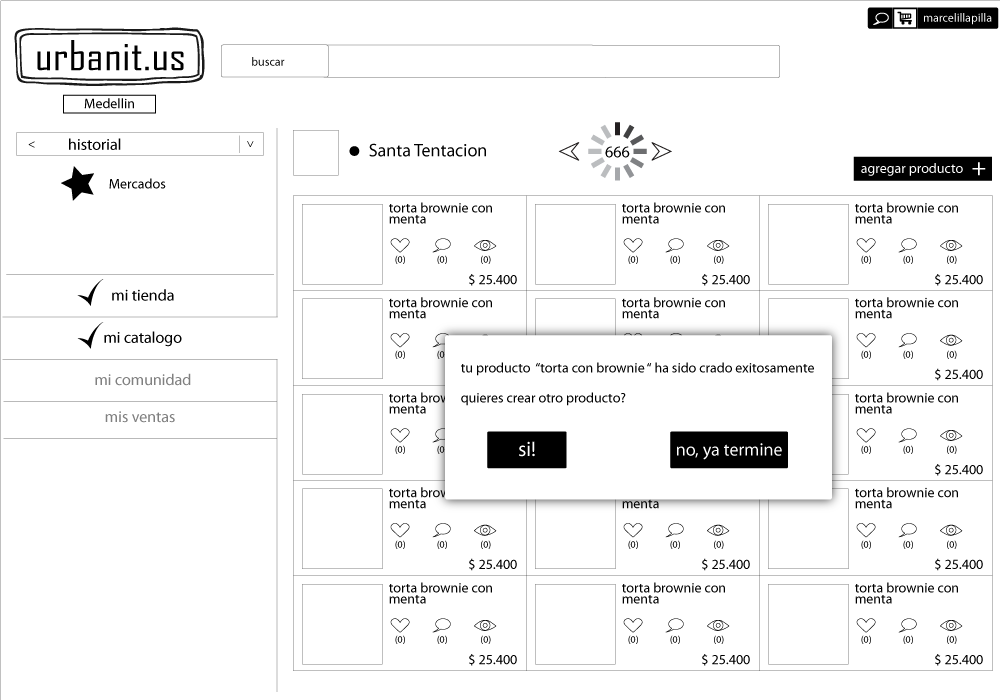 marcelillapilla
urbanit.us
buscar
Medellin
< historial v
Mercados
mi tienda
mi catalogo
mi comunidad
mis ventas
Santa Tentacion
666
agregar producto +
torta brownie con
menta
(0) (0) (0)
$ 25.400
torta brownie con
menta
(0) (0) (0)
$ 25.400
torta brownie con
menta
(0) (0) (0)
$ 25.400
torta brownie con
menta
(0) (0)
torta brownie con
menta
torta brownie con
menta
(0) (0) (0)
$ 25.400
torta brow
menta
(0) (0)
torta brownie con
menta
(0) (0) (0)
$ 25.400
tu producto "torta con brownie" ha sido crado exitosamente
quieres crear otro producto?
si!
no, ya termine
torta brow
menta
(0) (0) (0)
$ 25.400
menta
(0) (0) (0)
$ 25.400
torta brownie con
menta
(0) (0) (0)
$ 25.400
torta brownie con
menta
(0) (0) (0)
$ 25.400
torta brownie con
menta
(0) (0) (0)
$ 25.400
torta brownie con
menta
(0) (0) (0)
$ 25.400